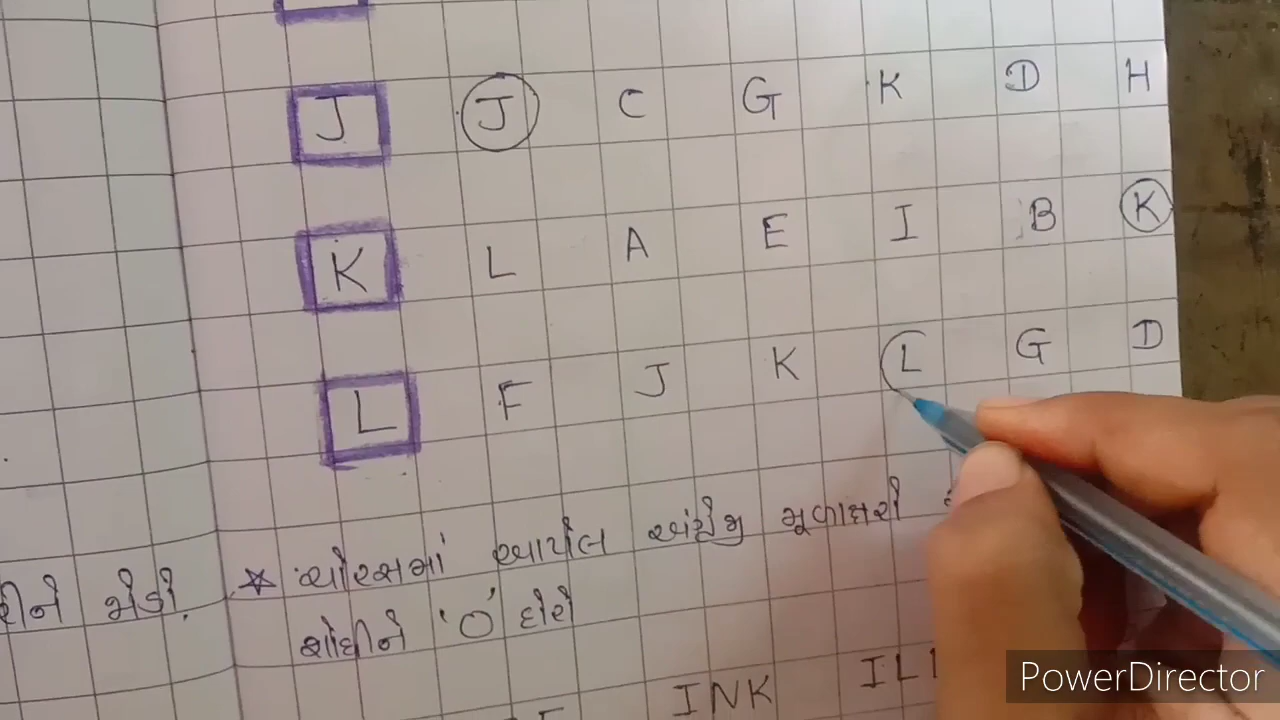 J J C G K D H
K L A E I B K
L F J K L G D
રીને જોડો.
* ચોરસમાં આપેલ અંગ્રેજી મૂળાક્ષરો
શોધીને 'O' દોરો
INK
PowerDirector